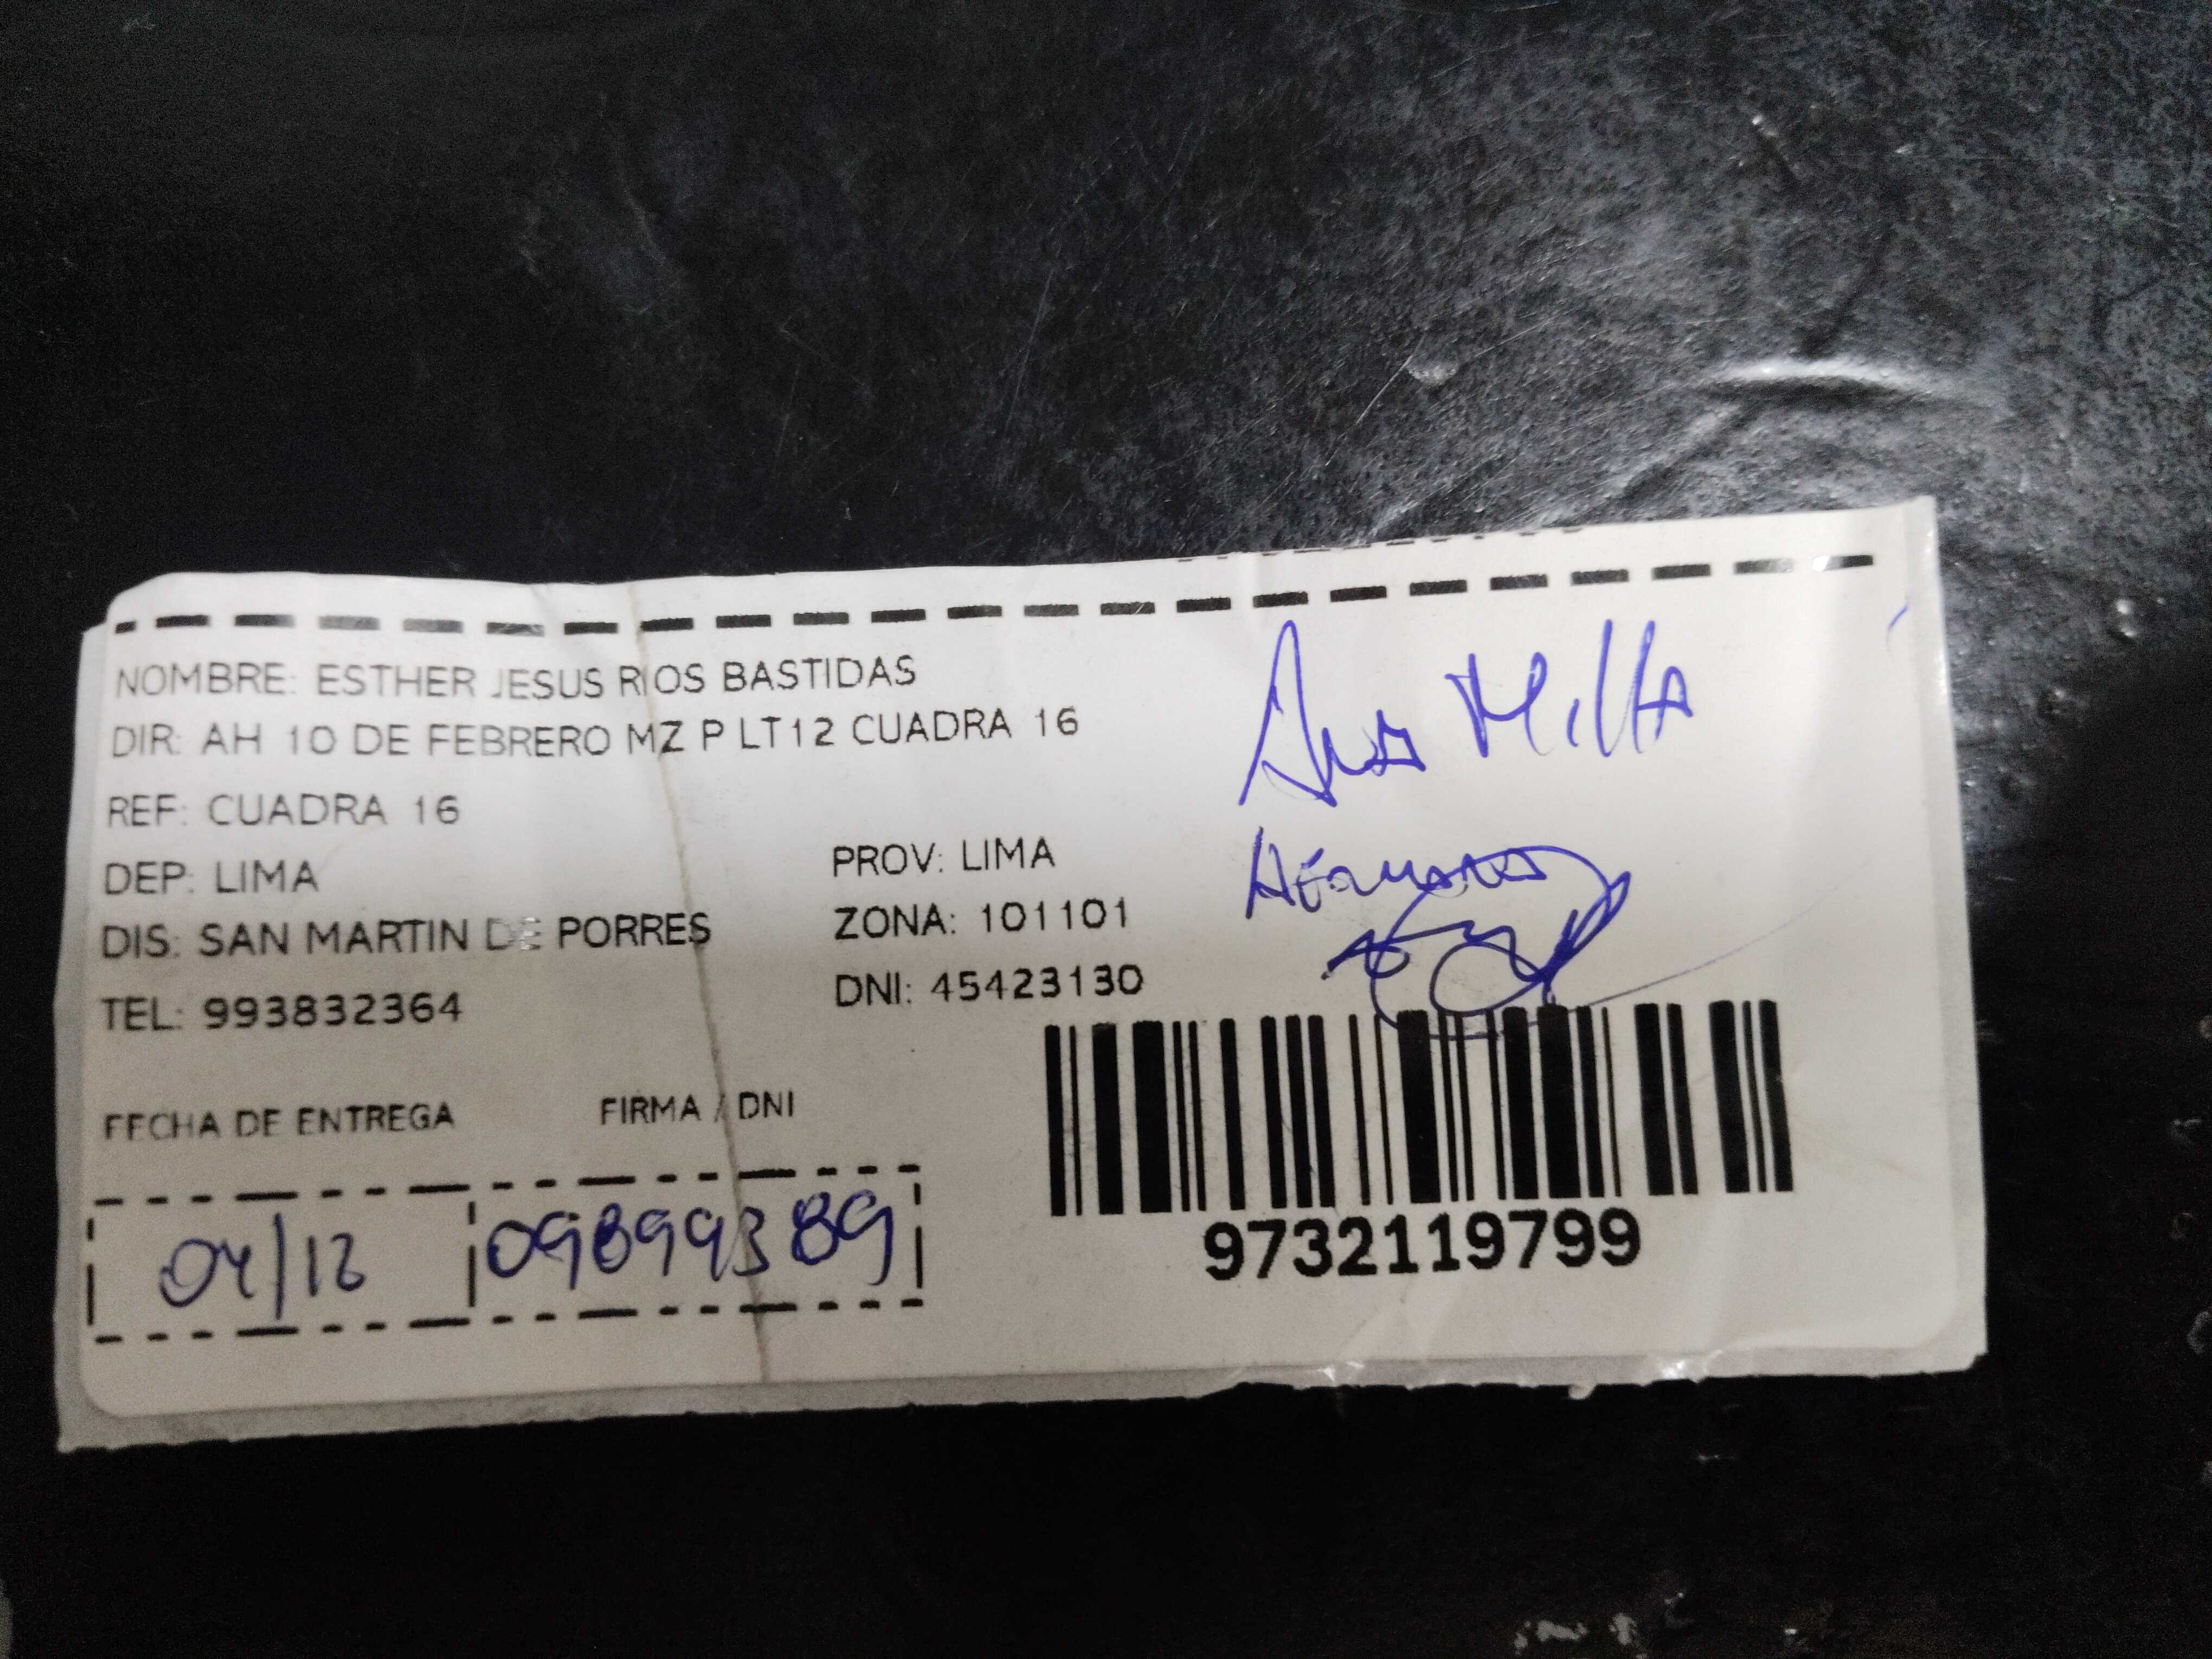 NOMBRE: ESTHER JESUS RIOS BASTIDAS
DIR: AH 10 DE FEBRERO MZ P LT12 CUADRA 16
REF: CUADRA 16
DEP: LIMA
PROV: LIMA
DIS: SAN MARTIN DE PORRES
ZONA: 101101
TEL: 993832364
DNI: 45423130
FECHA DE ENTREGA
FIRMA / DNI
04/12
09899389
Milla
9732119799